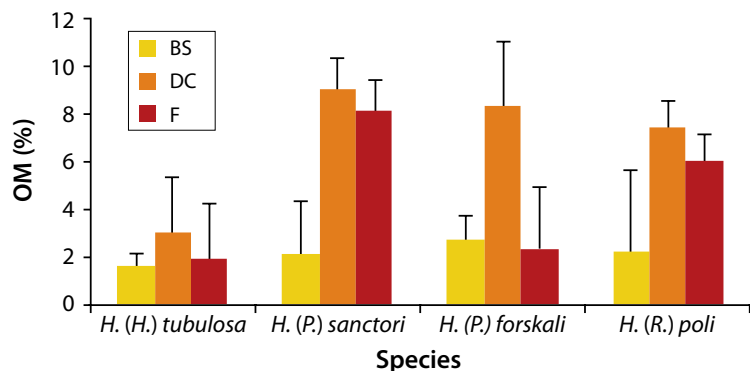 12
10
8
6
4
2
0
OM (%)
BS
DC
F
H. (H.) tubulosa
H. (P.) sanctori
H. (P.) forskali
H. (R.) poli
Species